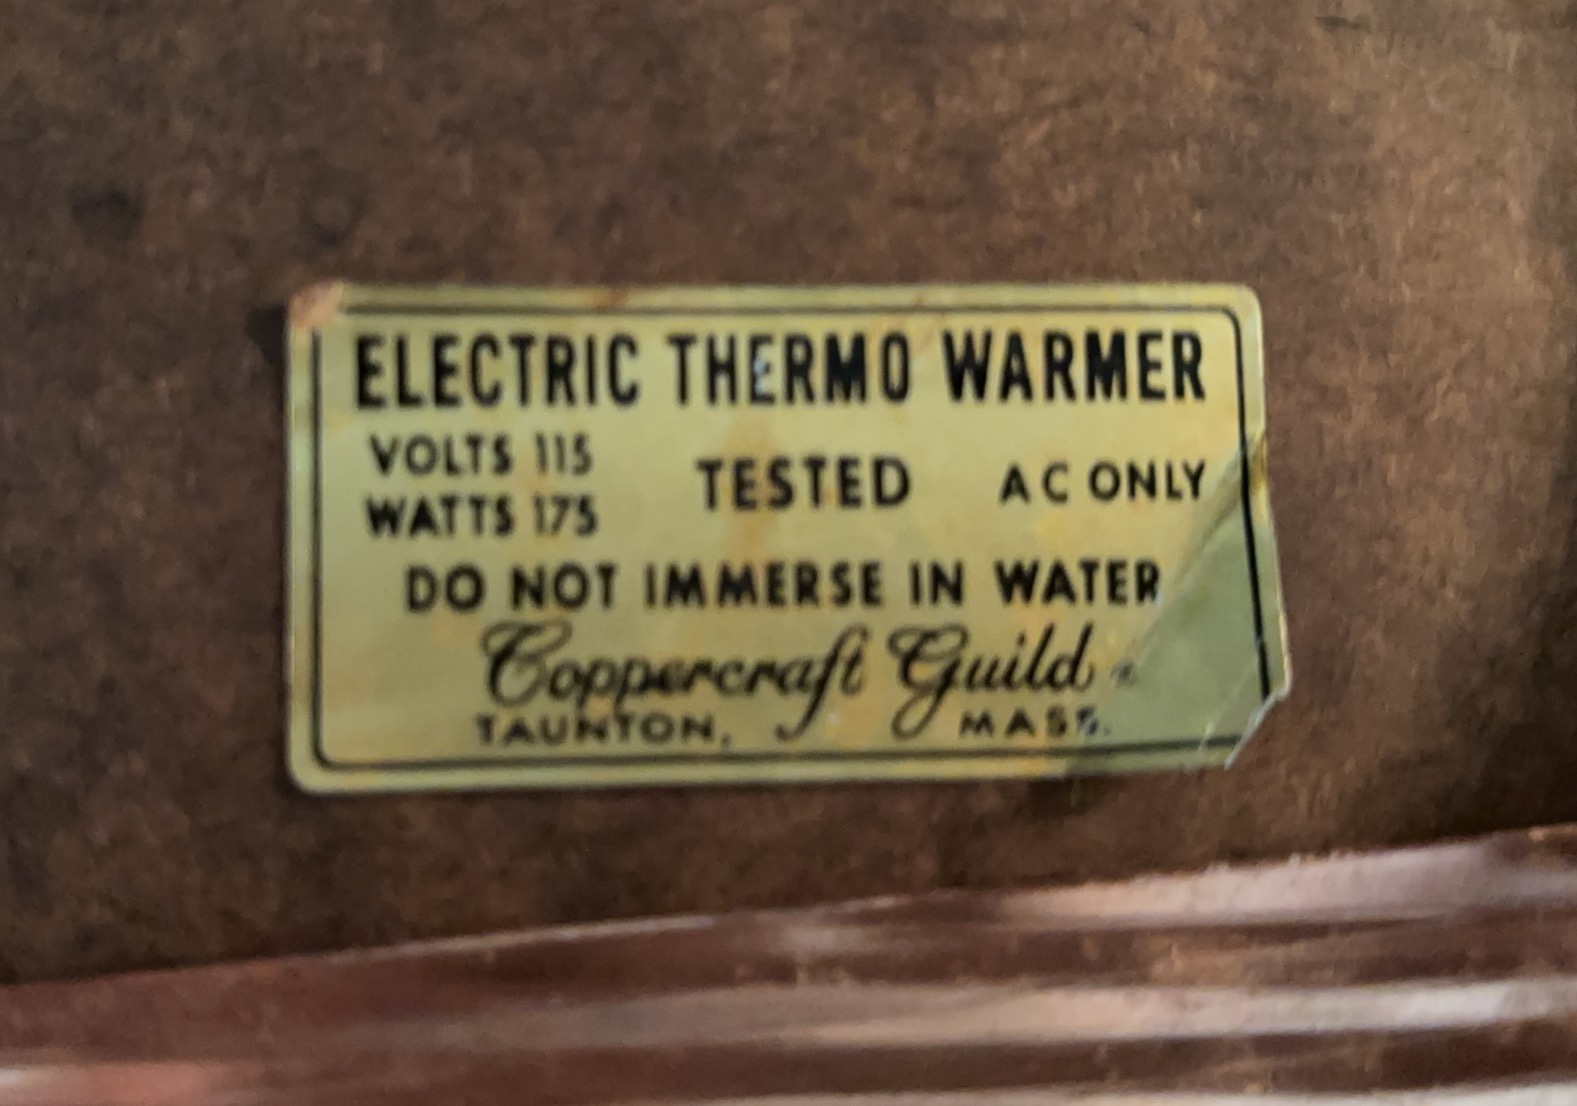 ELECTRIC THERMO WARMER
VOLTS 115
WATTS 175
TESTED
AC ONLY
DO NOT IMMERSE IN WATER
Coppercraft Guild
TAUNTON, MASS.